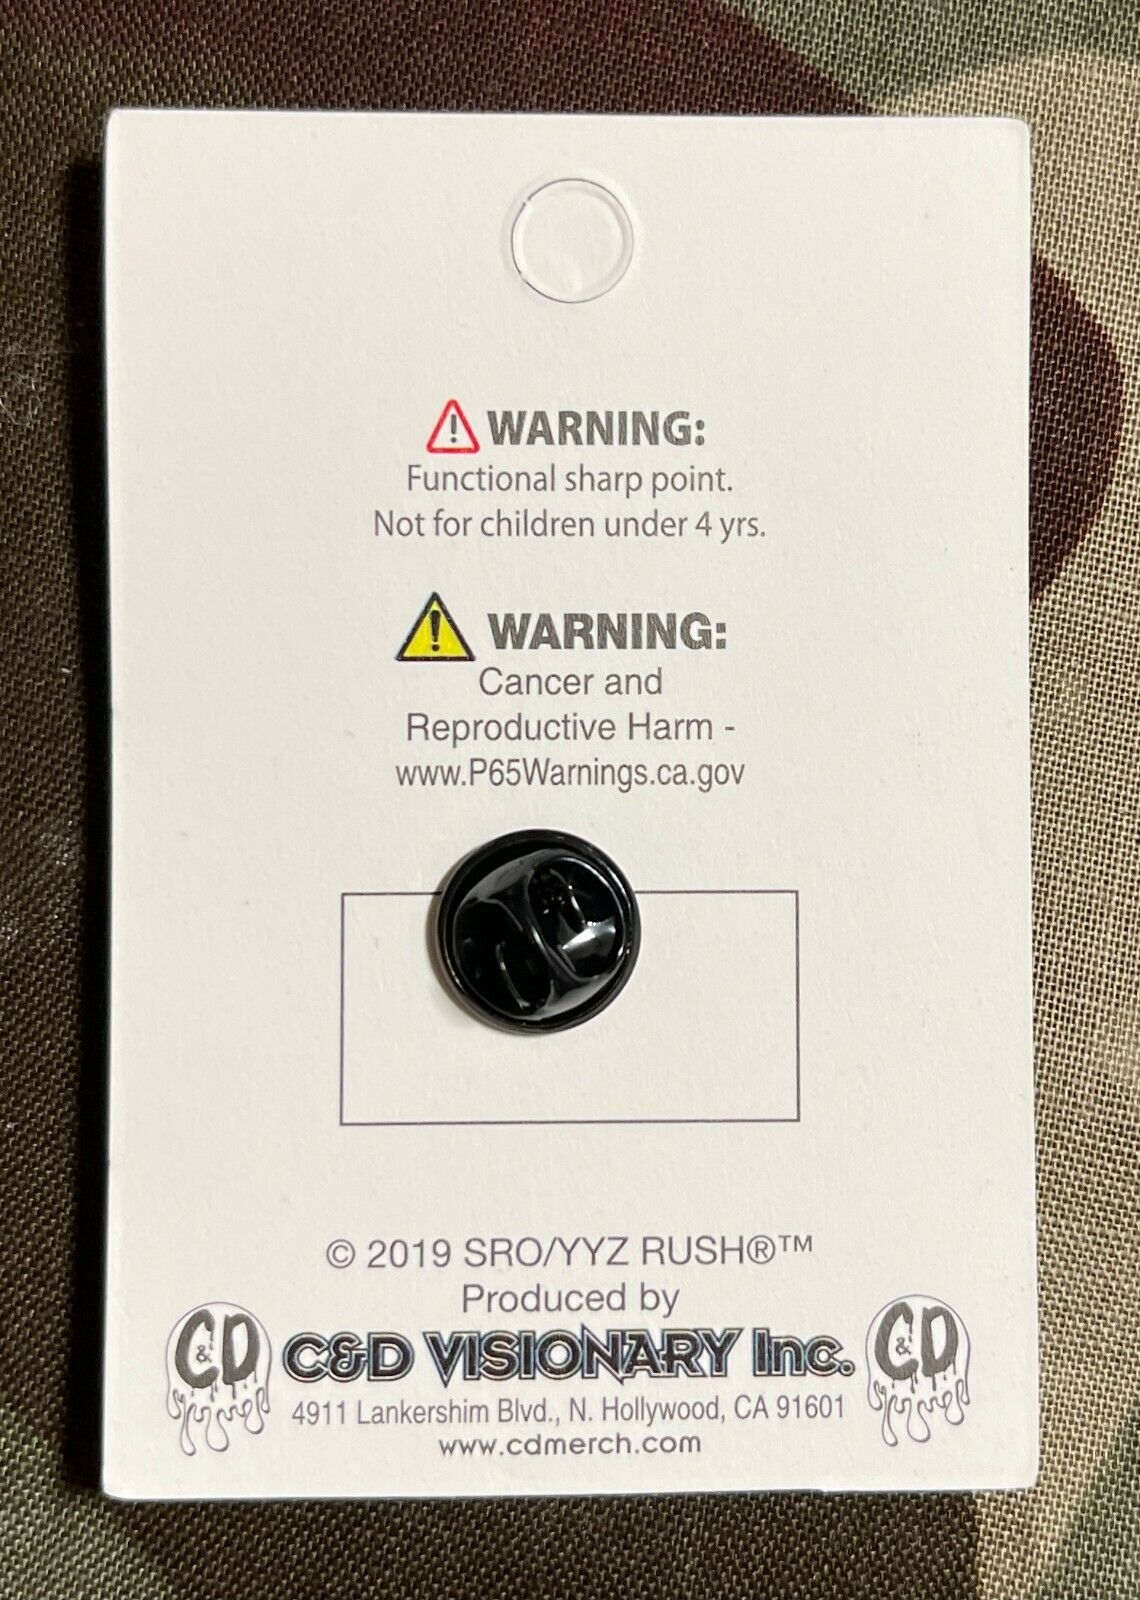 WARNING:
Functional sharp point.
Not for children under 4 yrs.
WARNING:
Cancer and
Reproductive Harm -
www.P65Warnings.ca.gov
© 2019 SRO/YYZ RUSH®™
Produced by
C&D C&D VISIONARY Inc. C&D
4911 Lankershim Blvd., N. Hollywood, CA 91601
www.cdmerch.com